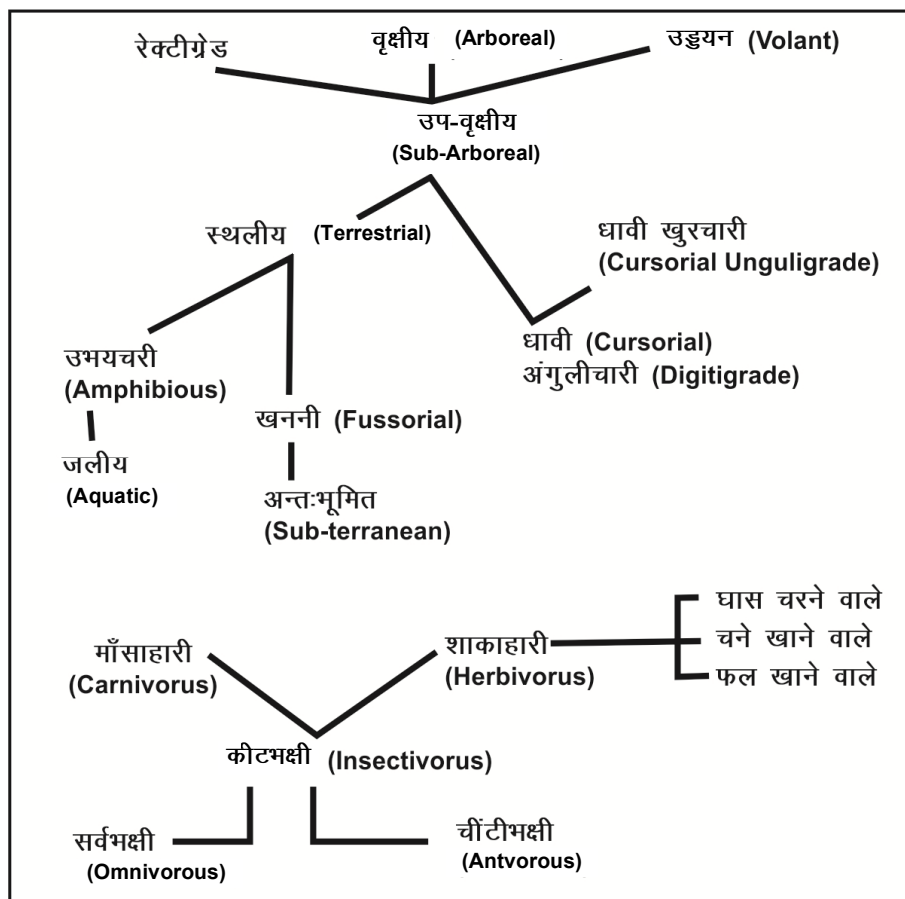 रेक्टीग्रेड
वृक्षीय (Arboreal)
उड्डयन (Volant)
उप-वृक्षीय
(Sub-Arboreal)
स्थलीय (Terrestrial)
धावी खुरचारी
(Cursorial Unguligrade)
उभयचरी
(Amphibious)
धावी (Cursorial)
अंगुलीचारी (Digitigrade)
खननी (Fussorial)
जलीय
(Aquatic)
अन्तःभूमित
(Sub-terranean)
घास चरने वाले
माँसाहारी
(Carnivorus)
शाकाहारी
(Herbivorus)
चने खाने वाले
फल खाने वाले
कीटभक्षी (Insectivorus)
सर्वभक्षी
(Omnivorous)
चींटीभक्षी
(Antvorous)